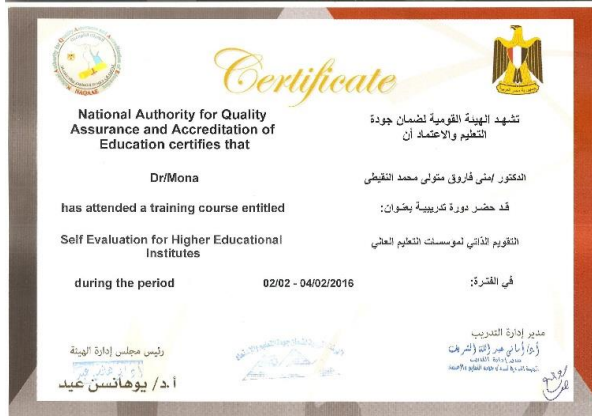 Certificate
National Authority for Quality
Assurance and Accreditation of
Education certifies that
تشهد الهيئة القومية لضمان جودة
التعليم والاعتماد أن
Dr/Mona
الدكتور /منى فاروق متولى محمد النقيطى
has attended a training course entitled
قد حضر دورة تدريبية بعنوان:
Self Evaluation for Higher Educational
Institutes
التقويم الذاتي لموسسات التعليم العالي
during the period
02/02 - 04/02/2016
في الفترة:
مدير إدارة التدريب
رئيس مجلس إدارة الهيئة
أ.د/ يوهانسن عيد
NAQAAE